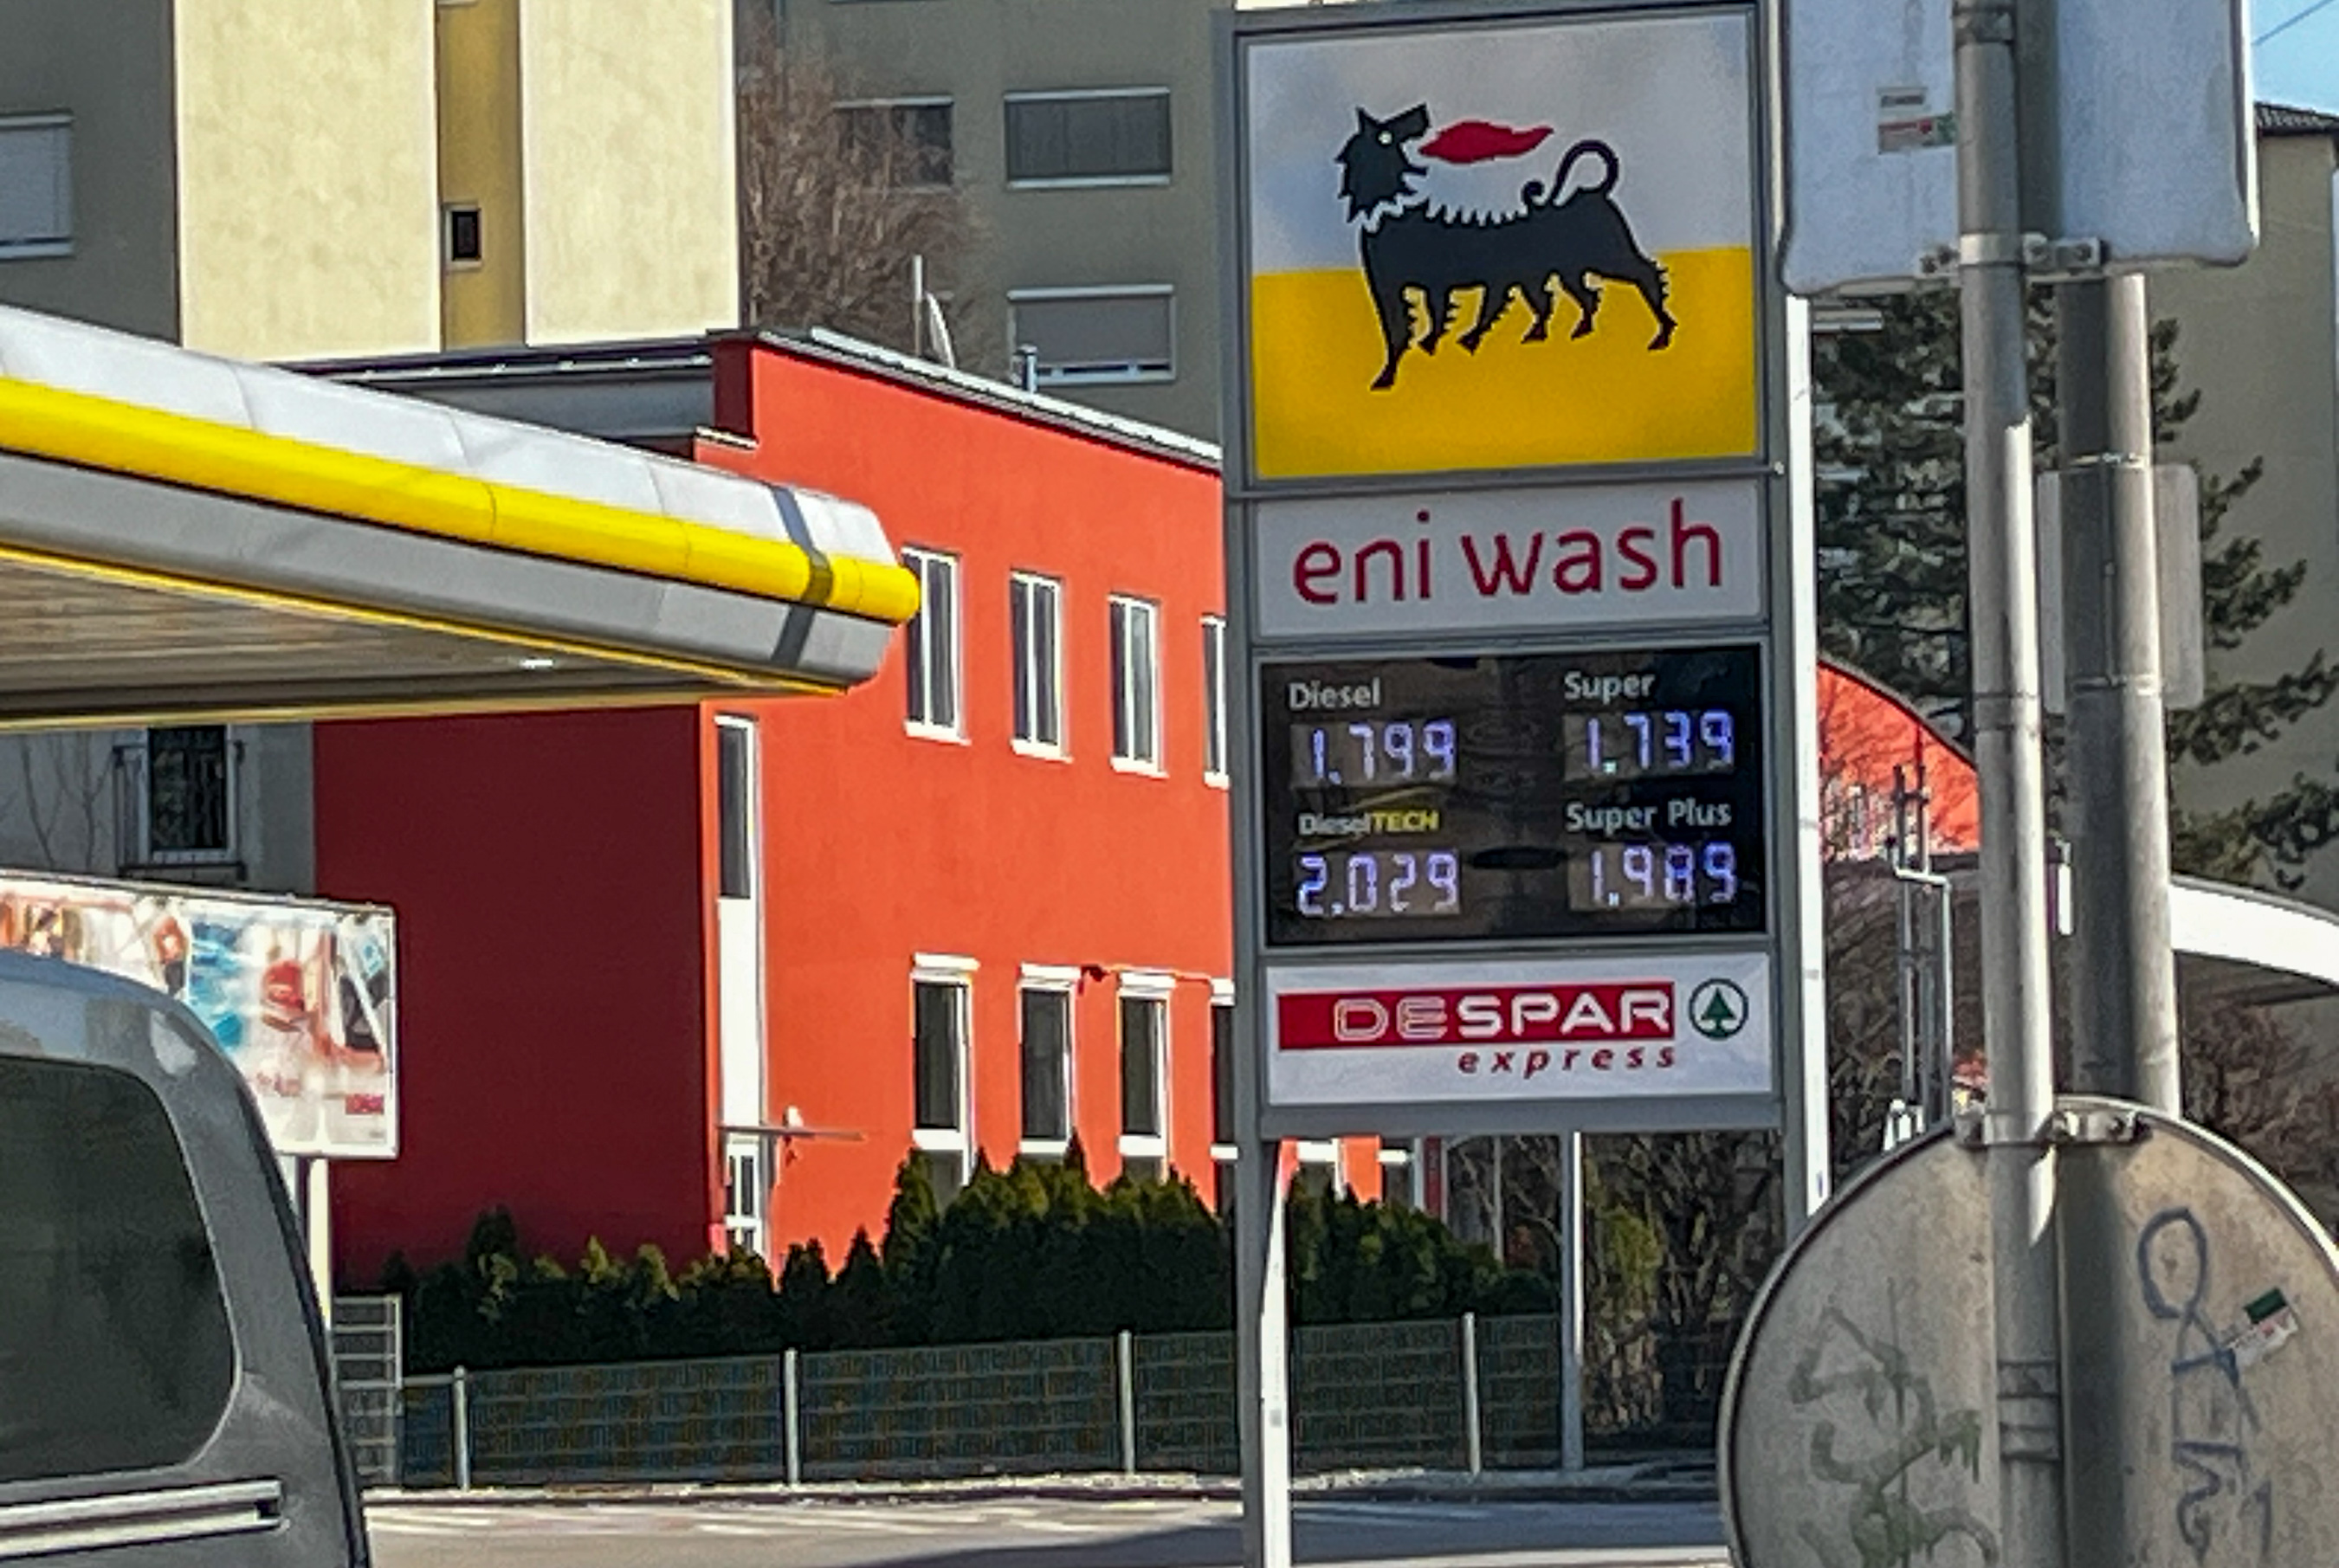 eni wash
Diesel
1.799
Super
1.739
DieselTECH
2.029
Super Plus
1.989
DESPAR
express